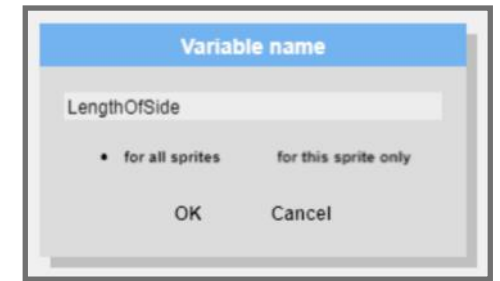 Variable name
LengthOfSide
• for all sprites for this sprite only
OK Cancel